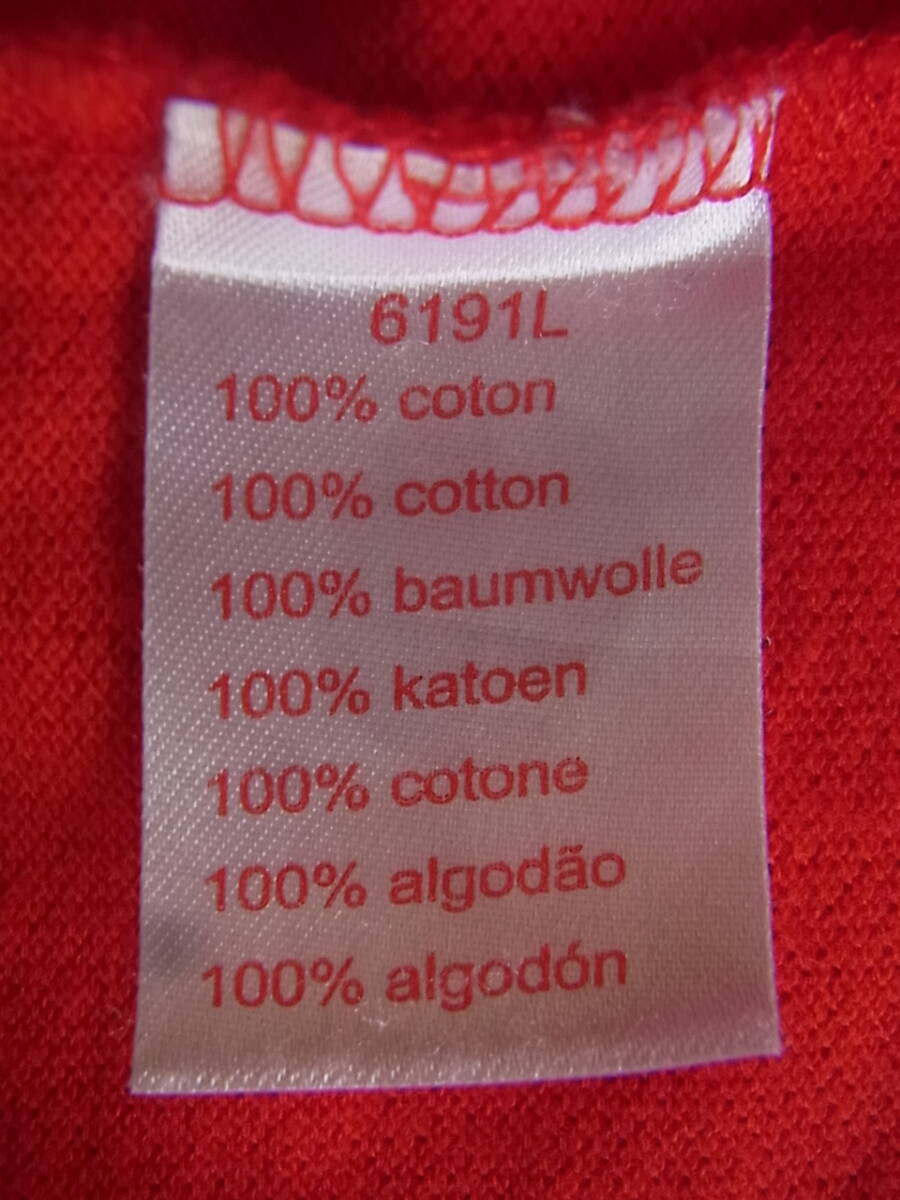 6191L
100% coton
100% cotton
100% baumwolle
100% katoen
100% cotone
100% algodão
100% algodón